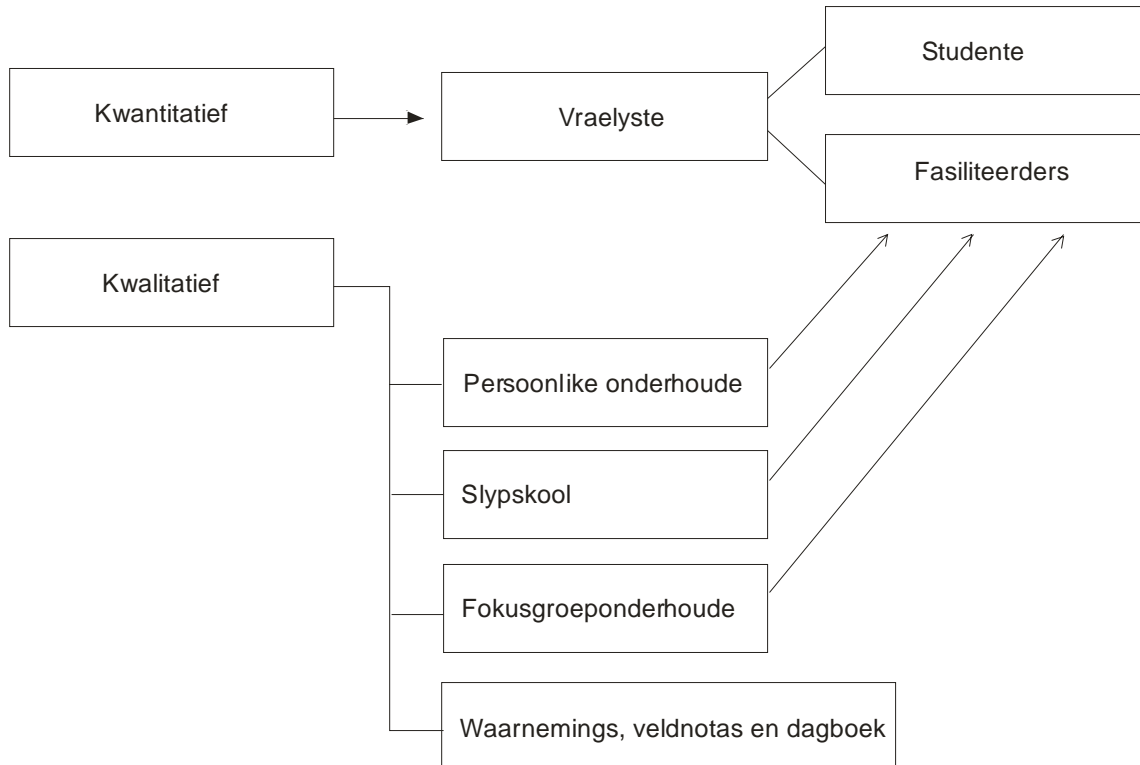 Studente
Kwantitatief
Vraelyste
Fasiliteerders
Kwalitatief
Persoonlike onderhoude
Slypskool
Fokusgroeponderhoude
Waarnemings, veldnotas en dagboek